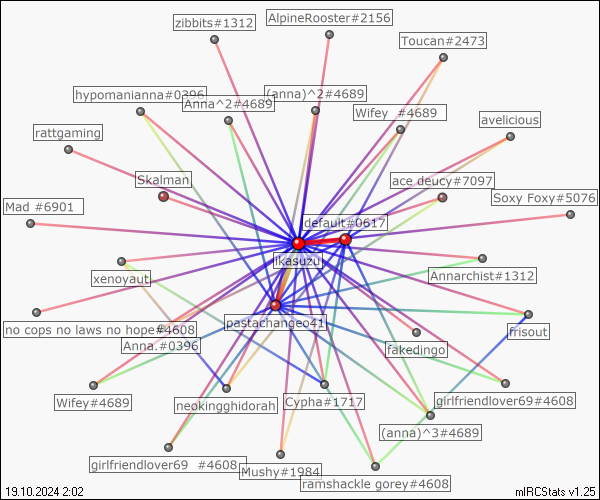 AlpineRooster#2156
zibbits#1312
Toucan#2473
hypomanianna#0396
(anna)^2#4689
Anna^2#4689
Wifey #4689
avelicious
rattgaming
Skalman
ace deucy#7097
Soxy Foxy#5076
Mad #6901
default#0617
ikasuzu
Annarchist#1312
xenoyaut
pastachangeo41
frisout
no cops no laws no hope#4608
Anna.#0396
fakedingo
Wifey#4689
neokingghidorah
Cypha#1717
girlfriendlover69#4608
(anna)^3#4689
girlfriendlover69 #4608
Mushy#1984
ramshackle gorey#4608
19.10.2024 2:02
mIRCStats v1.25